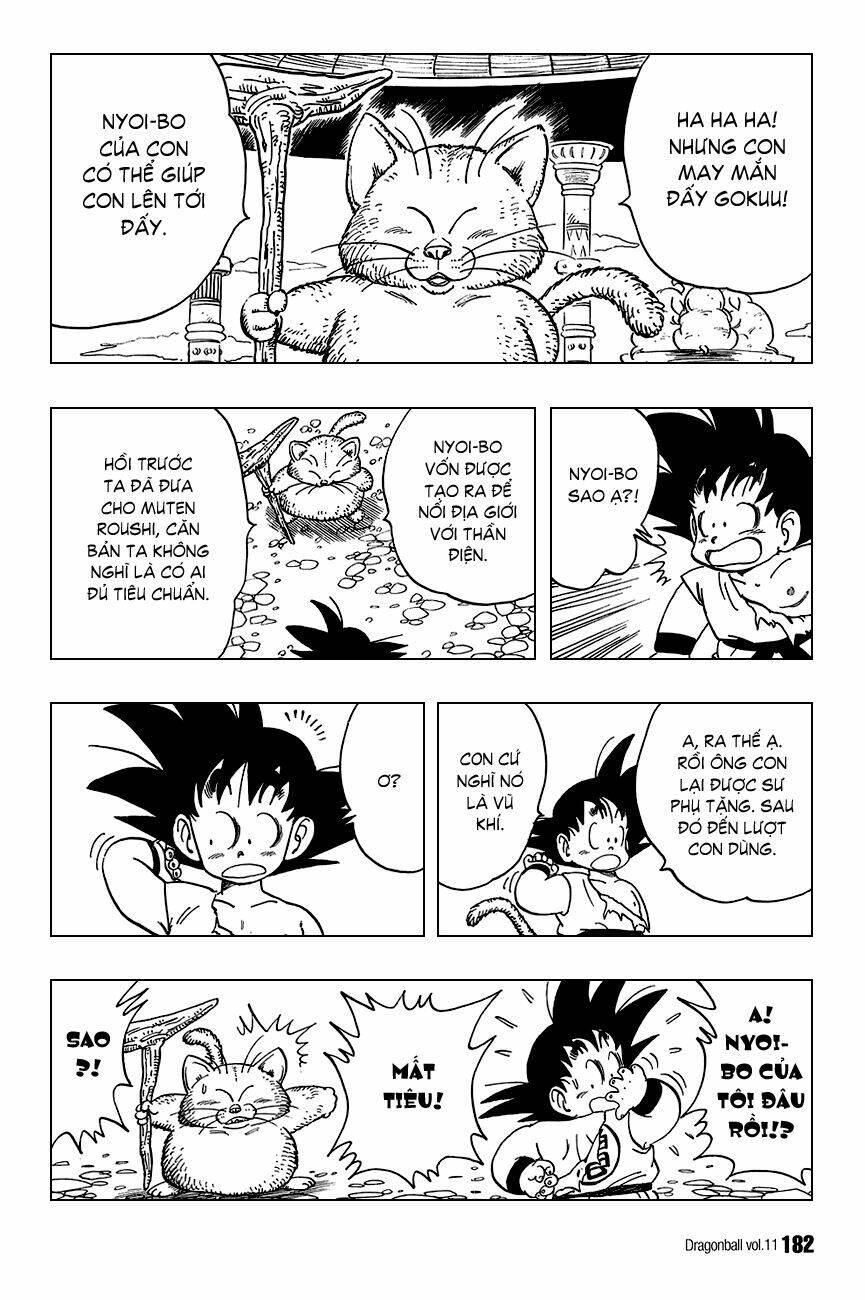 HA HA HA!
NHƯNG CON
MAY MẮN
ĐẤY GOKUU!
NYOI-BO
CỦA CON
CÓ THỂ GIÚP
CON LÊN TỚI
ĐẤY.
NYOI-BO
SAO Ạ?!
NYOI-BO
VỐN ĐƯỢC
TẠO RA ĐỂ
NỐI ĐỊA GIỚI
VỚI THẦN
ĐIỆN.
HỒI TRƯỚC
TA ĐÃ ĐƯA
CHO MUTEN
ROUSHI, CĂN
BẢN TA KHÔNG
NGHĨ LÀ CÓ AI
ĐỦ TIÊU CHUẨN.
A, RA THẾ Ạ.
RỒI ÔNG CON
LẠI ĐƯỢC SƯ
PHỤ TẶNG. SAU
ĐÓ ĐẾN LƯỢT
CON DÙNG.
CON CỨ
NGHĨ NÓ
LÀ VŨ
KHÍ.
Ơ?
A!
NYOI-
BO CỦA
TÔI ĐÂU
RỒI!?
MẤT
TIÊU!
SAO
?!
Dragonball vol.11 182